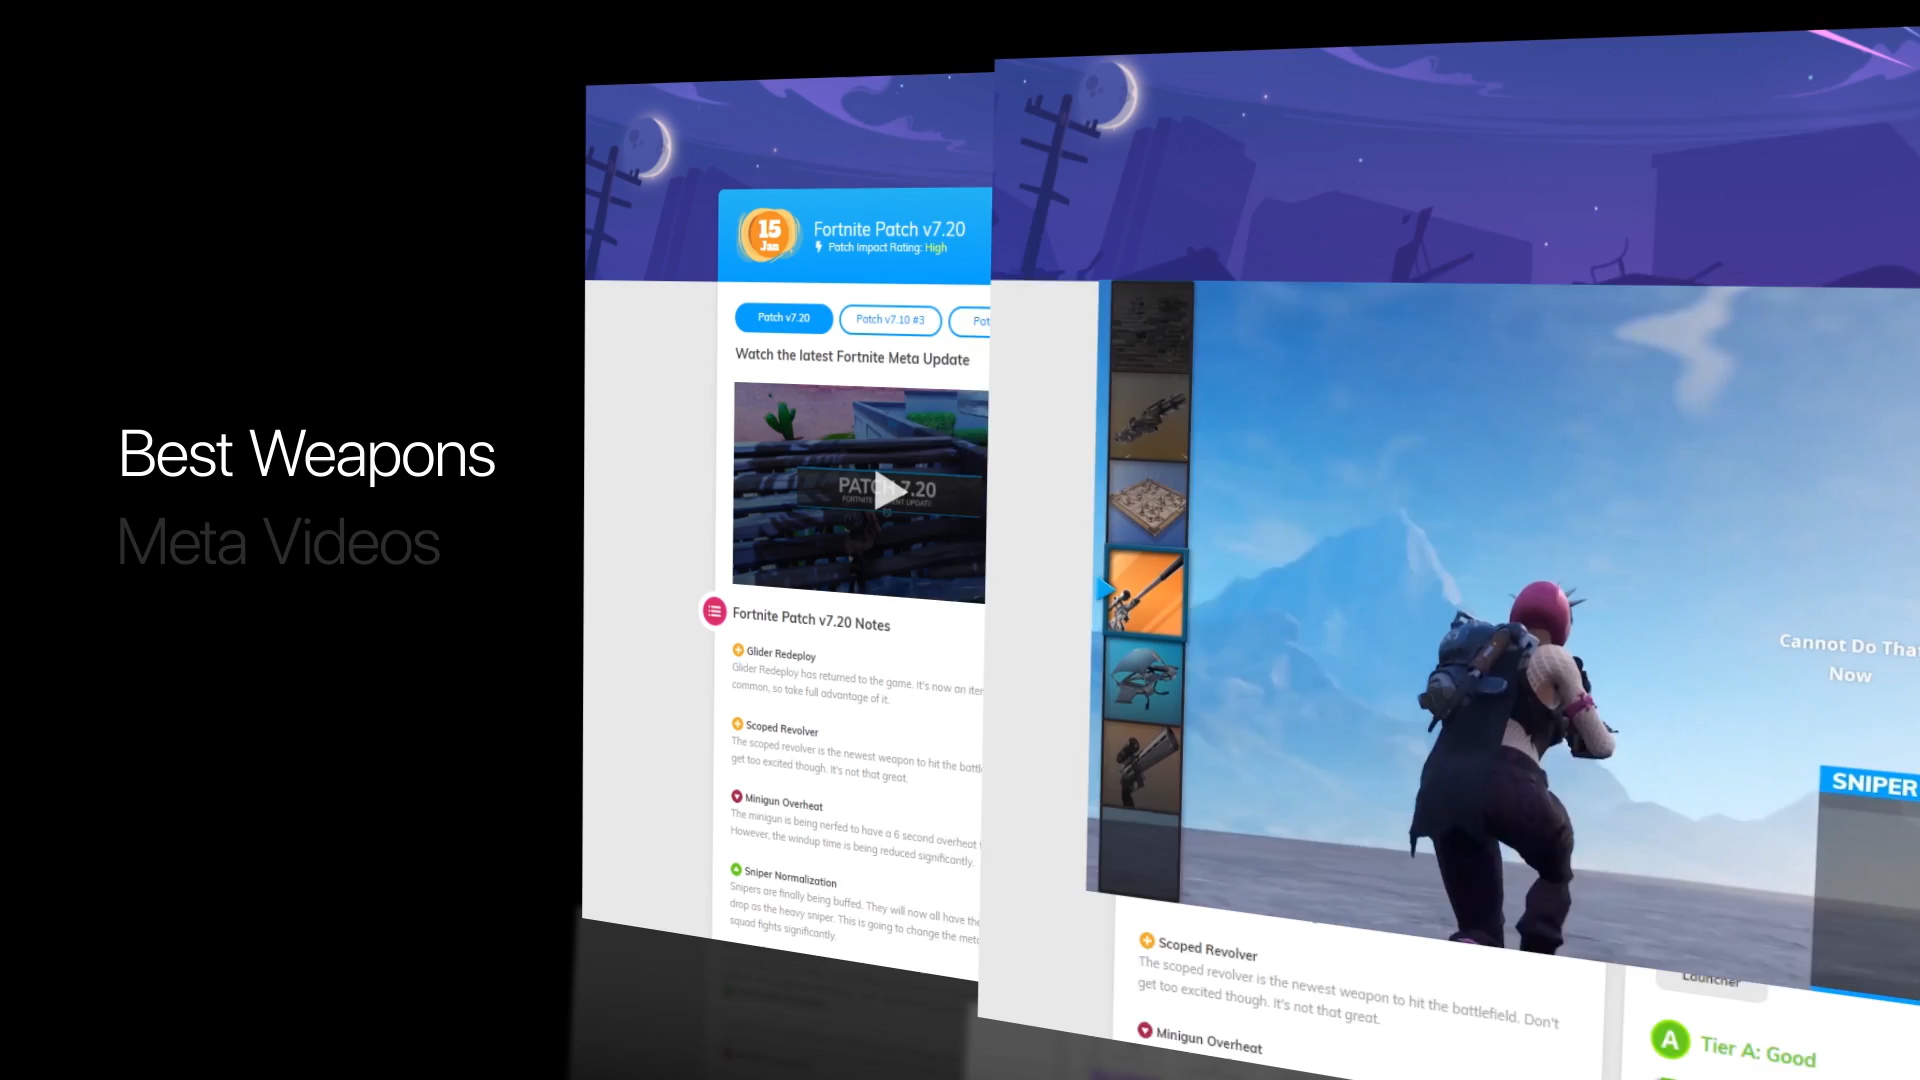 Best Weapons
Meta Videos
15
Jan
Fortnite Patch v7.20
Patch Impact Rating: High
Patch v7.20
Patch v7.10 #3
Watch the latest Fortnite Meta Update
PATCH 7.20
Fortnite Patch v7.20 Notes
Glider Redeploy
Glider Redeploy has returned to the game. It's now an
common, so take full advantage of it.
Scoped Revolver
The scoped revolver is the newest weapon to hit the
get too excited though. It's not that great.
Minigun Overheat
The minigun is being nerfed to have a 6 second overheat
However, the windup time is being reduced significantly.
Sniper Normalization
Snipers are finally being buffed. They will now all have the
drop as the heavy sniper. This is going to change the
squad fights significantly.
Cannot Do
Now
SNIPER
Scoped Revolver
The scoped revolver is the newest weapon to hit the battlefield. Don't
get too excited though. It's not that great.
Minigun Overheat
Launcher
A
Tier A: Good